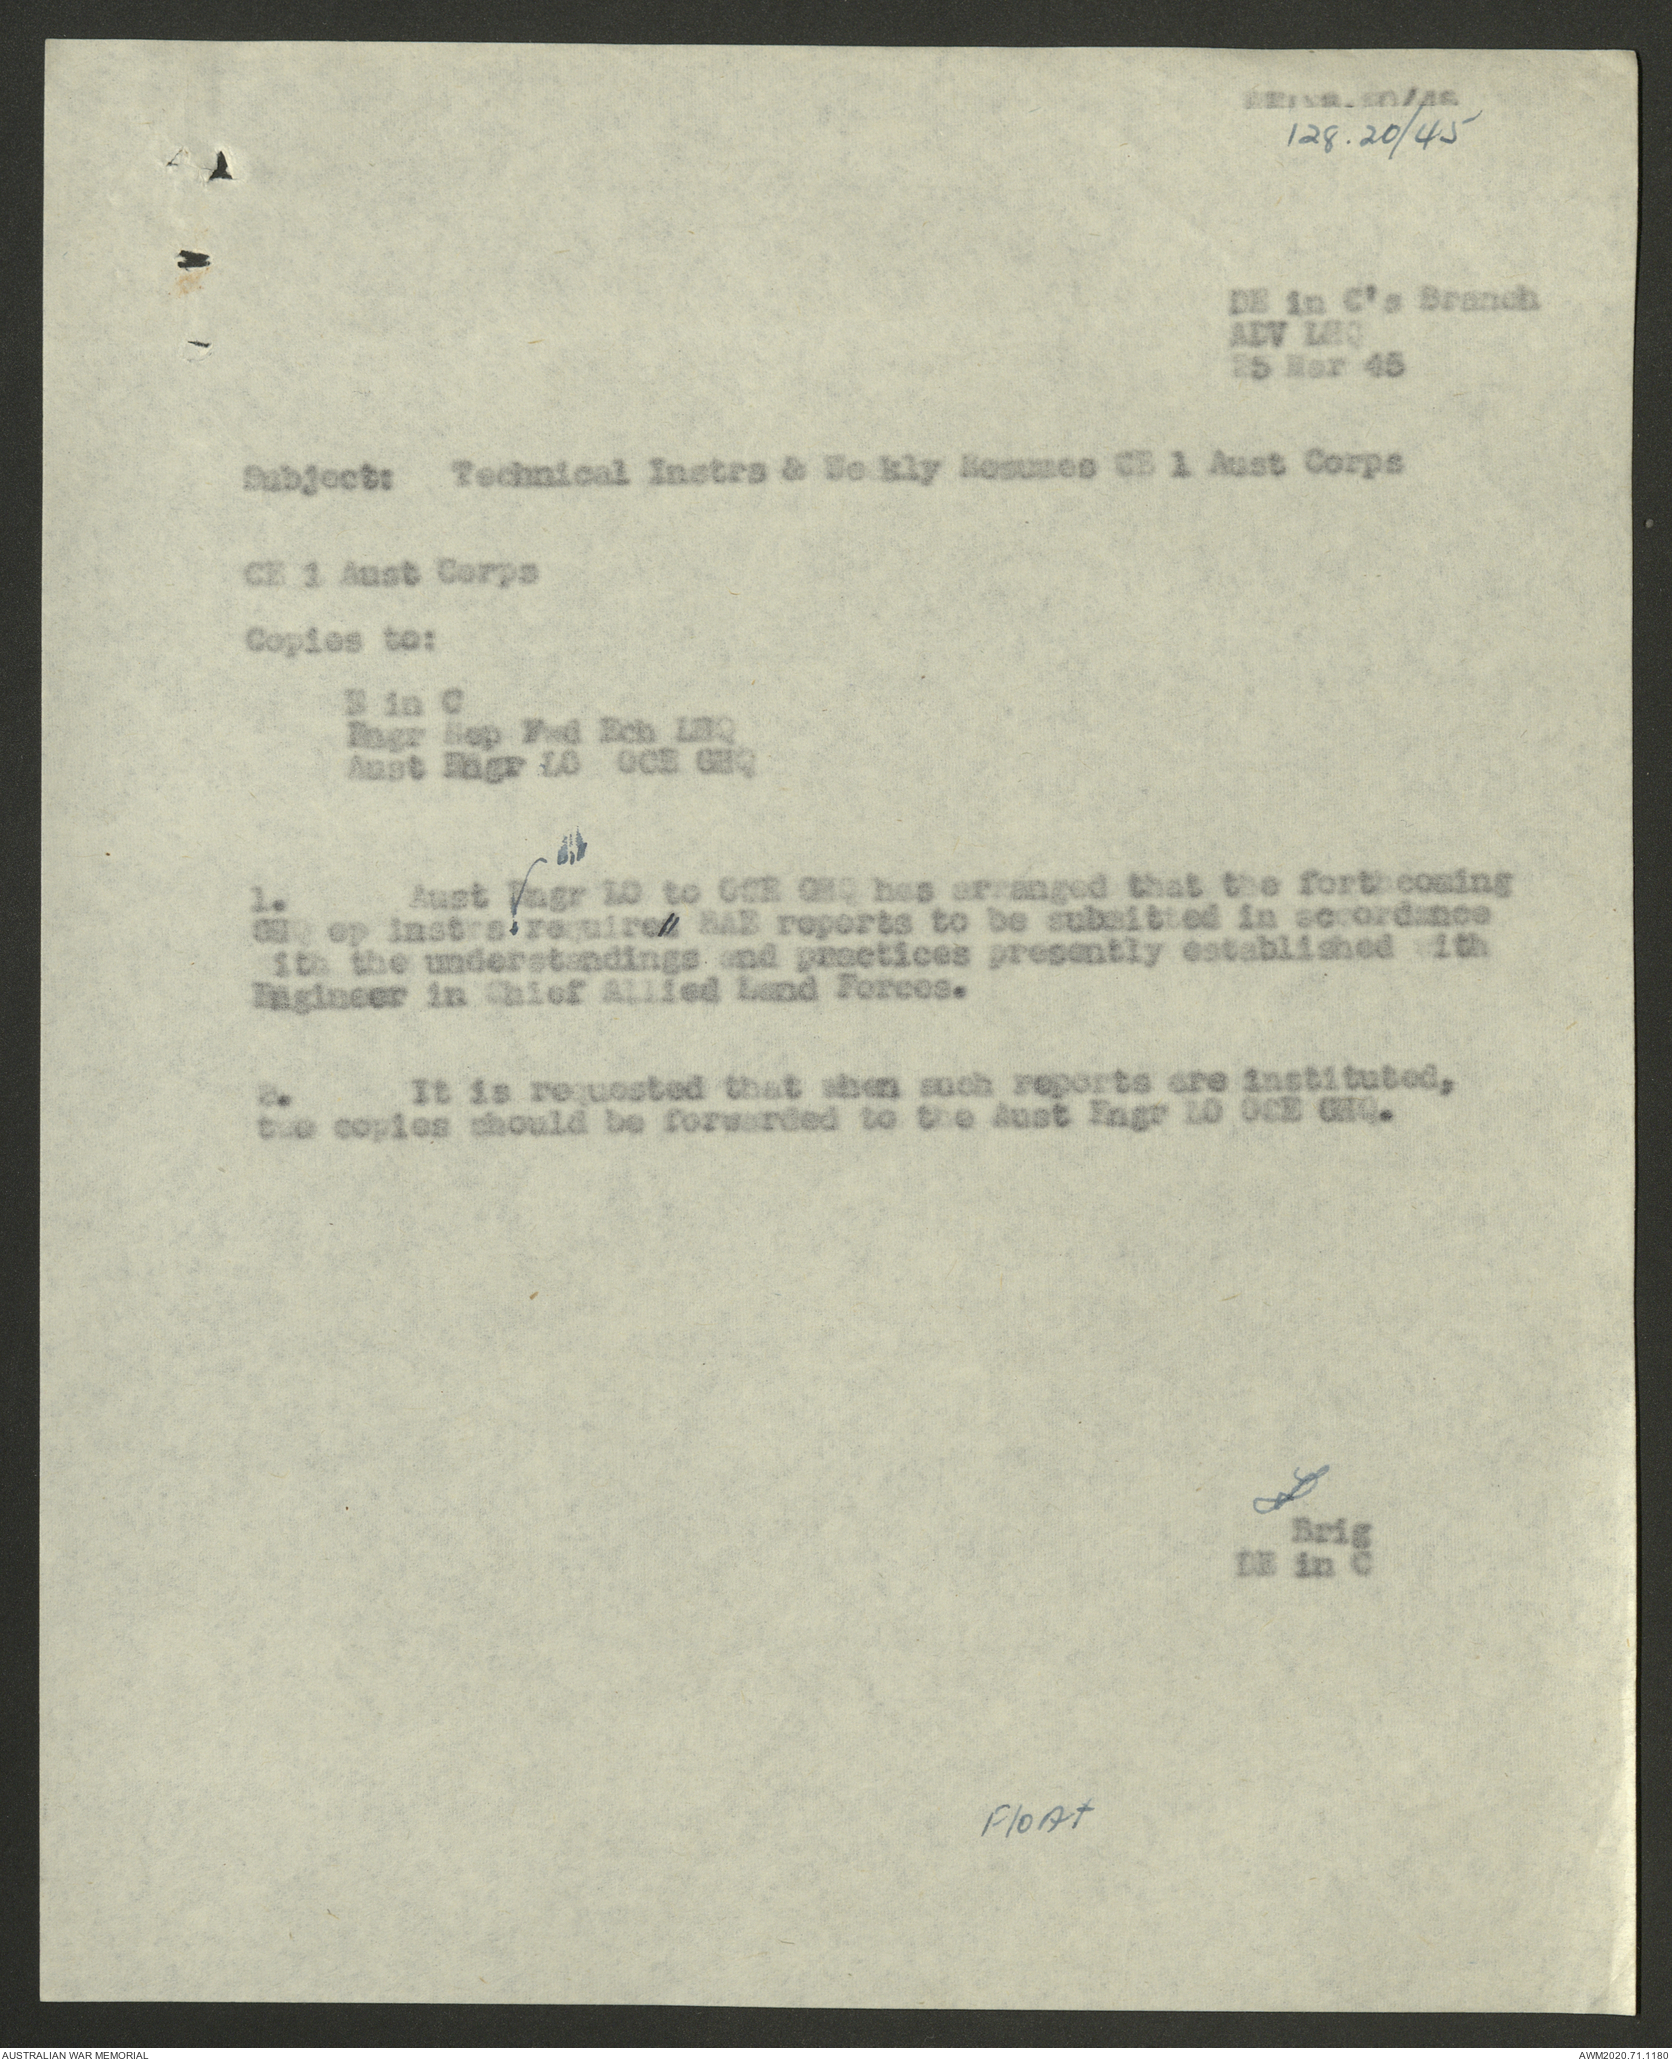 128.20/45
DE in C's Branch
ADV LHQ
25 Mar 45
Subject: Technical Instrs & Weekly Resumes CE 1 Aust Corps
CE 1 Aust Corps
Copies to:
E in C
Engr Rep Fwd Ech LHQ
Aust Engr LO OCE GHQ
1. Aust Engr LO to OCE GHQ has arranged that the forthcoming
GHQ op instrs require RAE reports to be submitted in accordance
with the understandings and practices presently established with
Engineer in Chief Allied Land Forces.
2. It is requested that when such reports are instituted,
two copies should be forwarded to the Aust Engr LO OCE GHQ.
Brig
DE in C
Float
AUSTRALIAN WAR MEMORIAL
AWM2020.71.1180